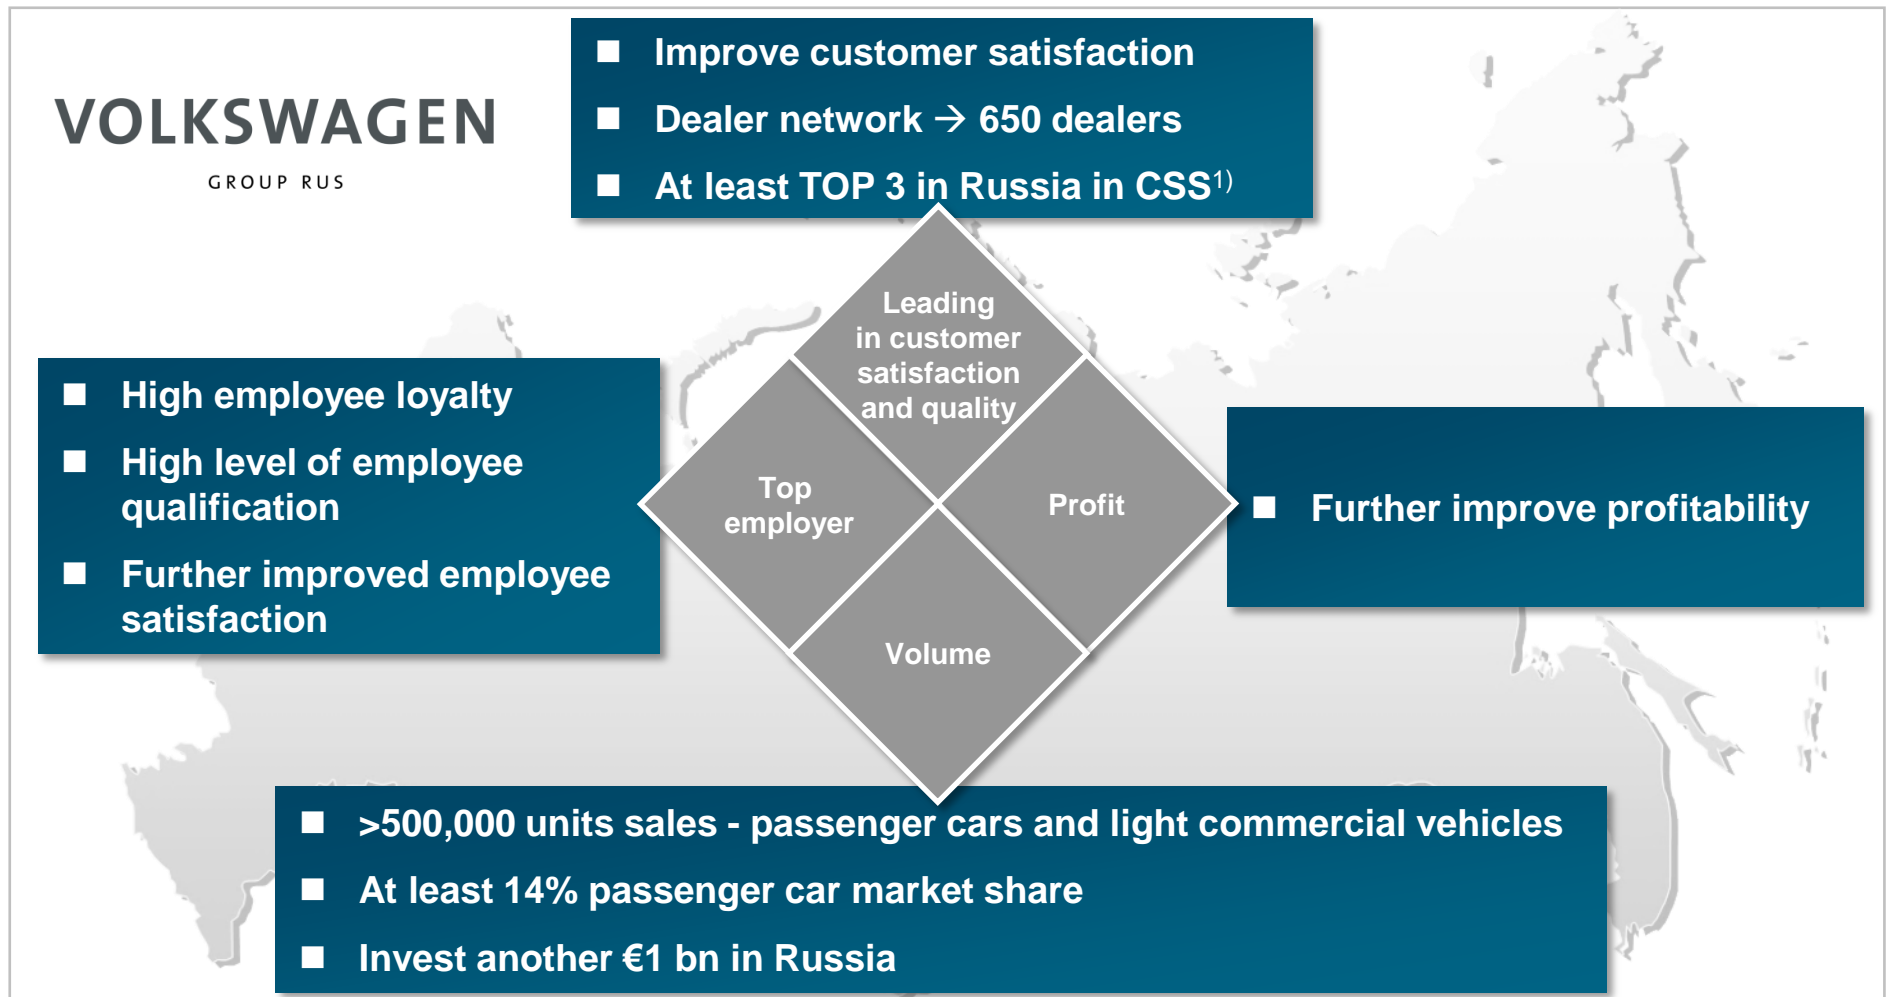 VOLKSWAGEN
GROUP RUS
Improve customer satisfaction
Dealer network → 650 dealers
At least TOP 3 in Russia in CSS1)
Leading
in customer
satisfaction
and quality
High employee loyalty
High level of employee
qualification
Further improved employee
satisfaction
Top
employer
Profit
Further improve profitability
Volume
>500,000 units sales - passenger cars and light commercial vehicles
At least 14% passenger car market share
Invest another €1 bn in Russia